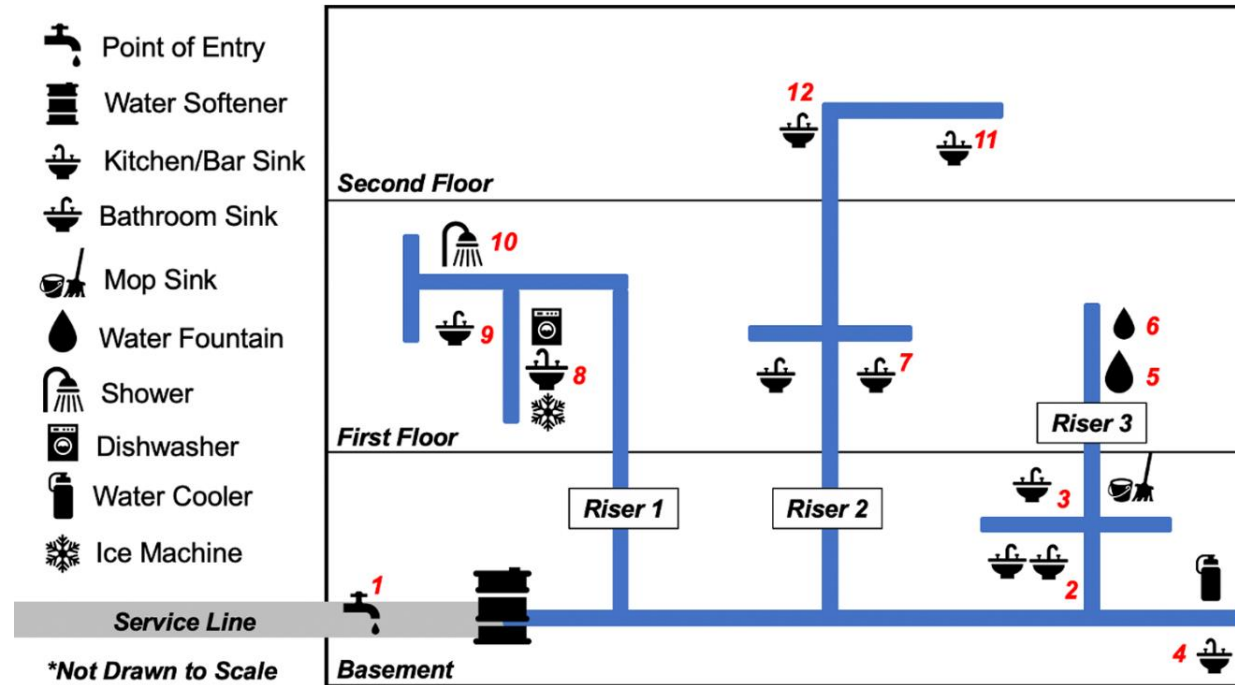 Point of Entry
Water Softener
Kitchen/Bar Sink
Bathroom Sink
Mop Sink
Water Fountain
Shower
Dishwasher
Water Cooler
Ice Machine
Service Line
*Not Drawn to Scale
12
11
Second Floor
10
9
8
7
6
5
First Floor
Riser 3
Riser 1
Riser 2
3
2
1
4
Basement